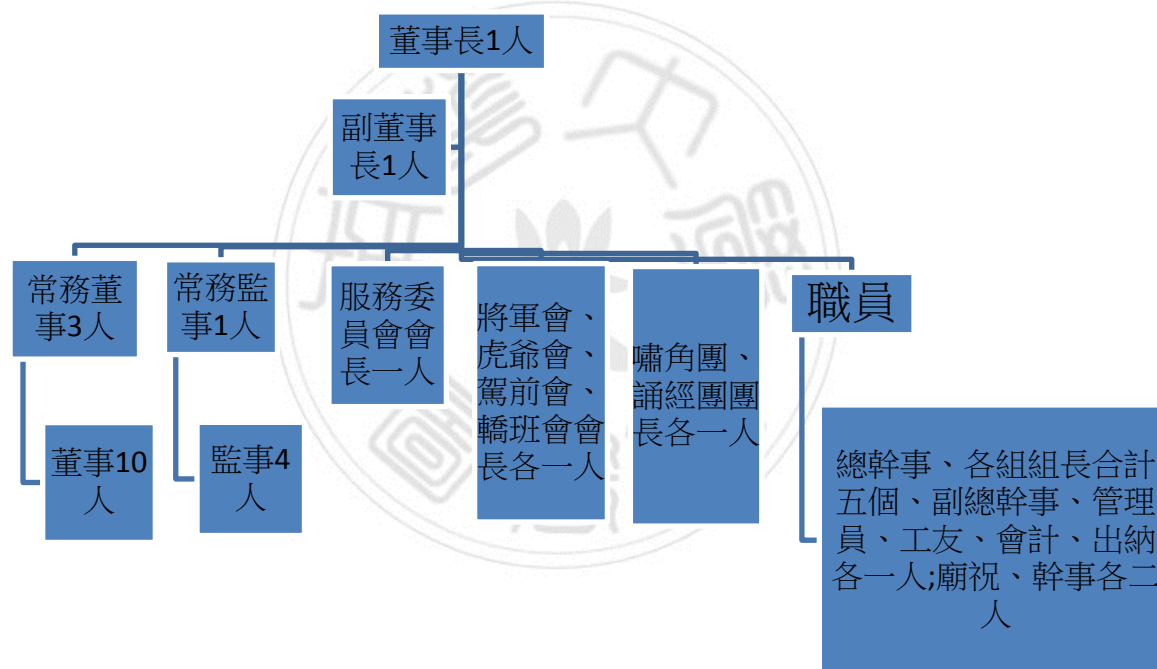 董事長1人
副董事
長1人
常務董
事3人
常務監
事1人
服務委
員會會
長一人
將軍會、
虎爺會、
駕前會、
轎班會會
長各一人
嘯角團、
誦經團團
長各一人
職員
董事10
人
監事4
人
總幹事、各組組長合計
五個、副總幹事、管理
員、工友、會計、出納
各一人;廟祝、幹事各二
人